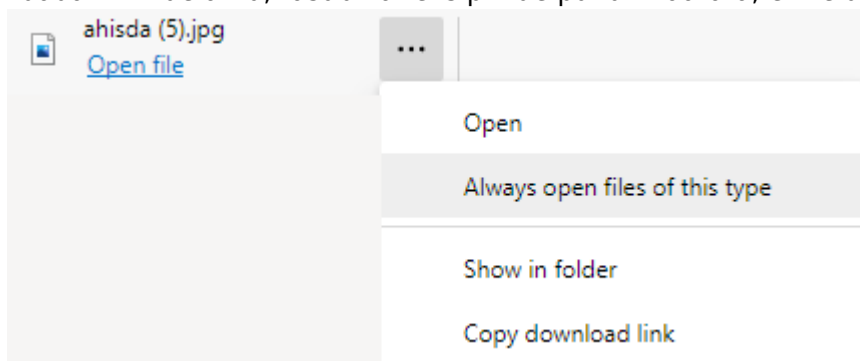 ahisda (5).jpg
Open file
...
Open
Always open files of this type
Show in folder
Copy download link